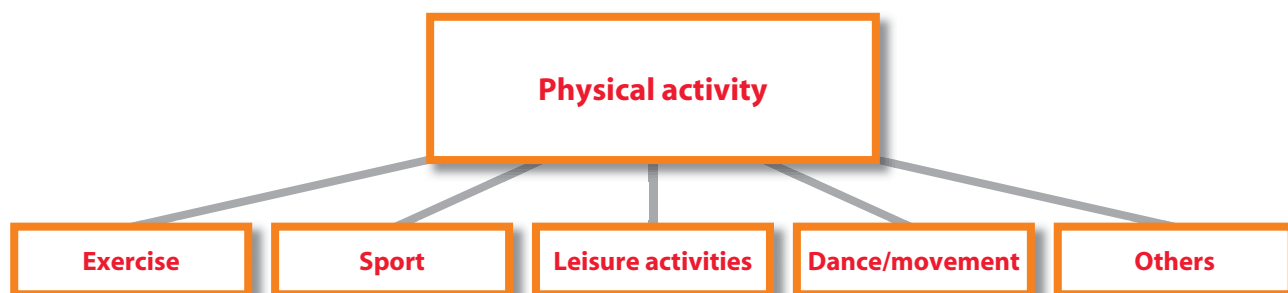 Physical activity
Exercise
Sport
Leisure activities
Dance/movement
Others